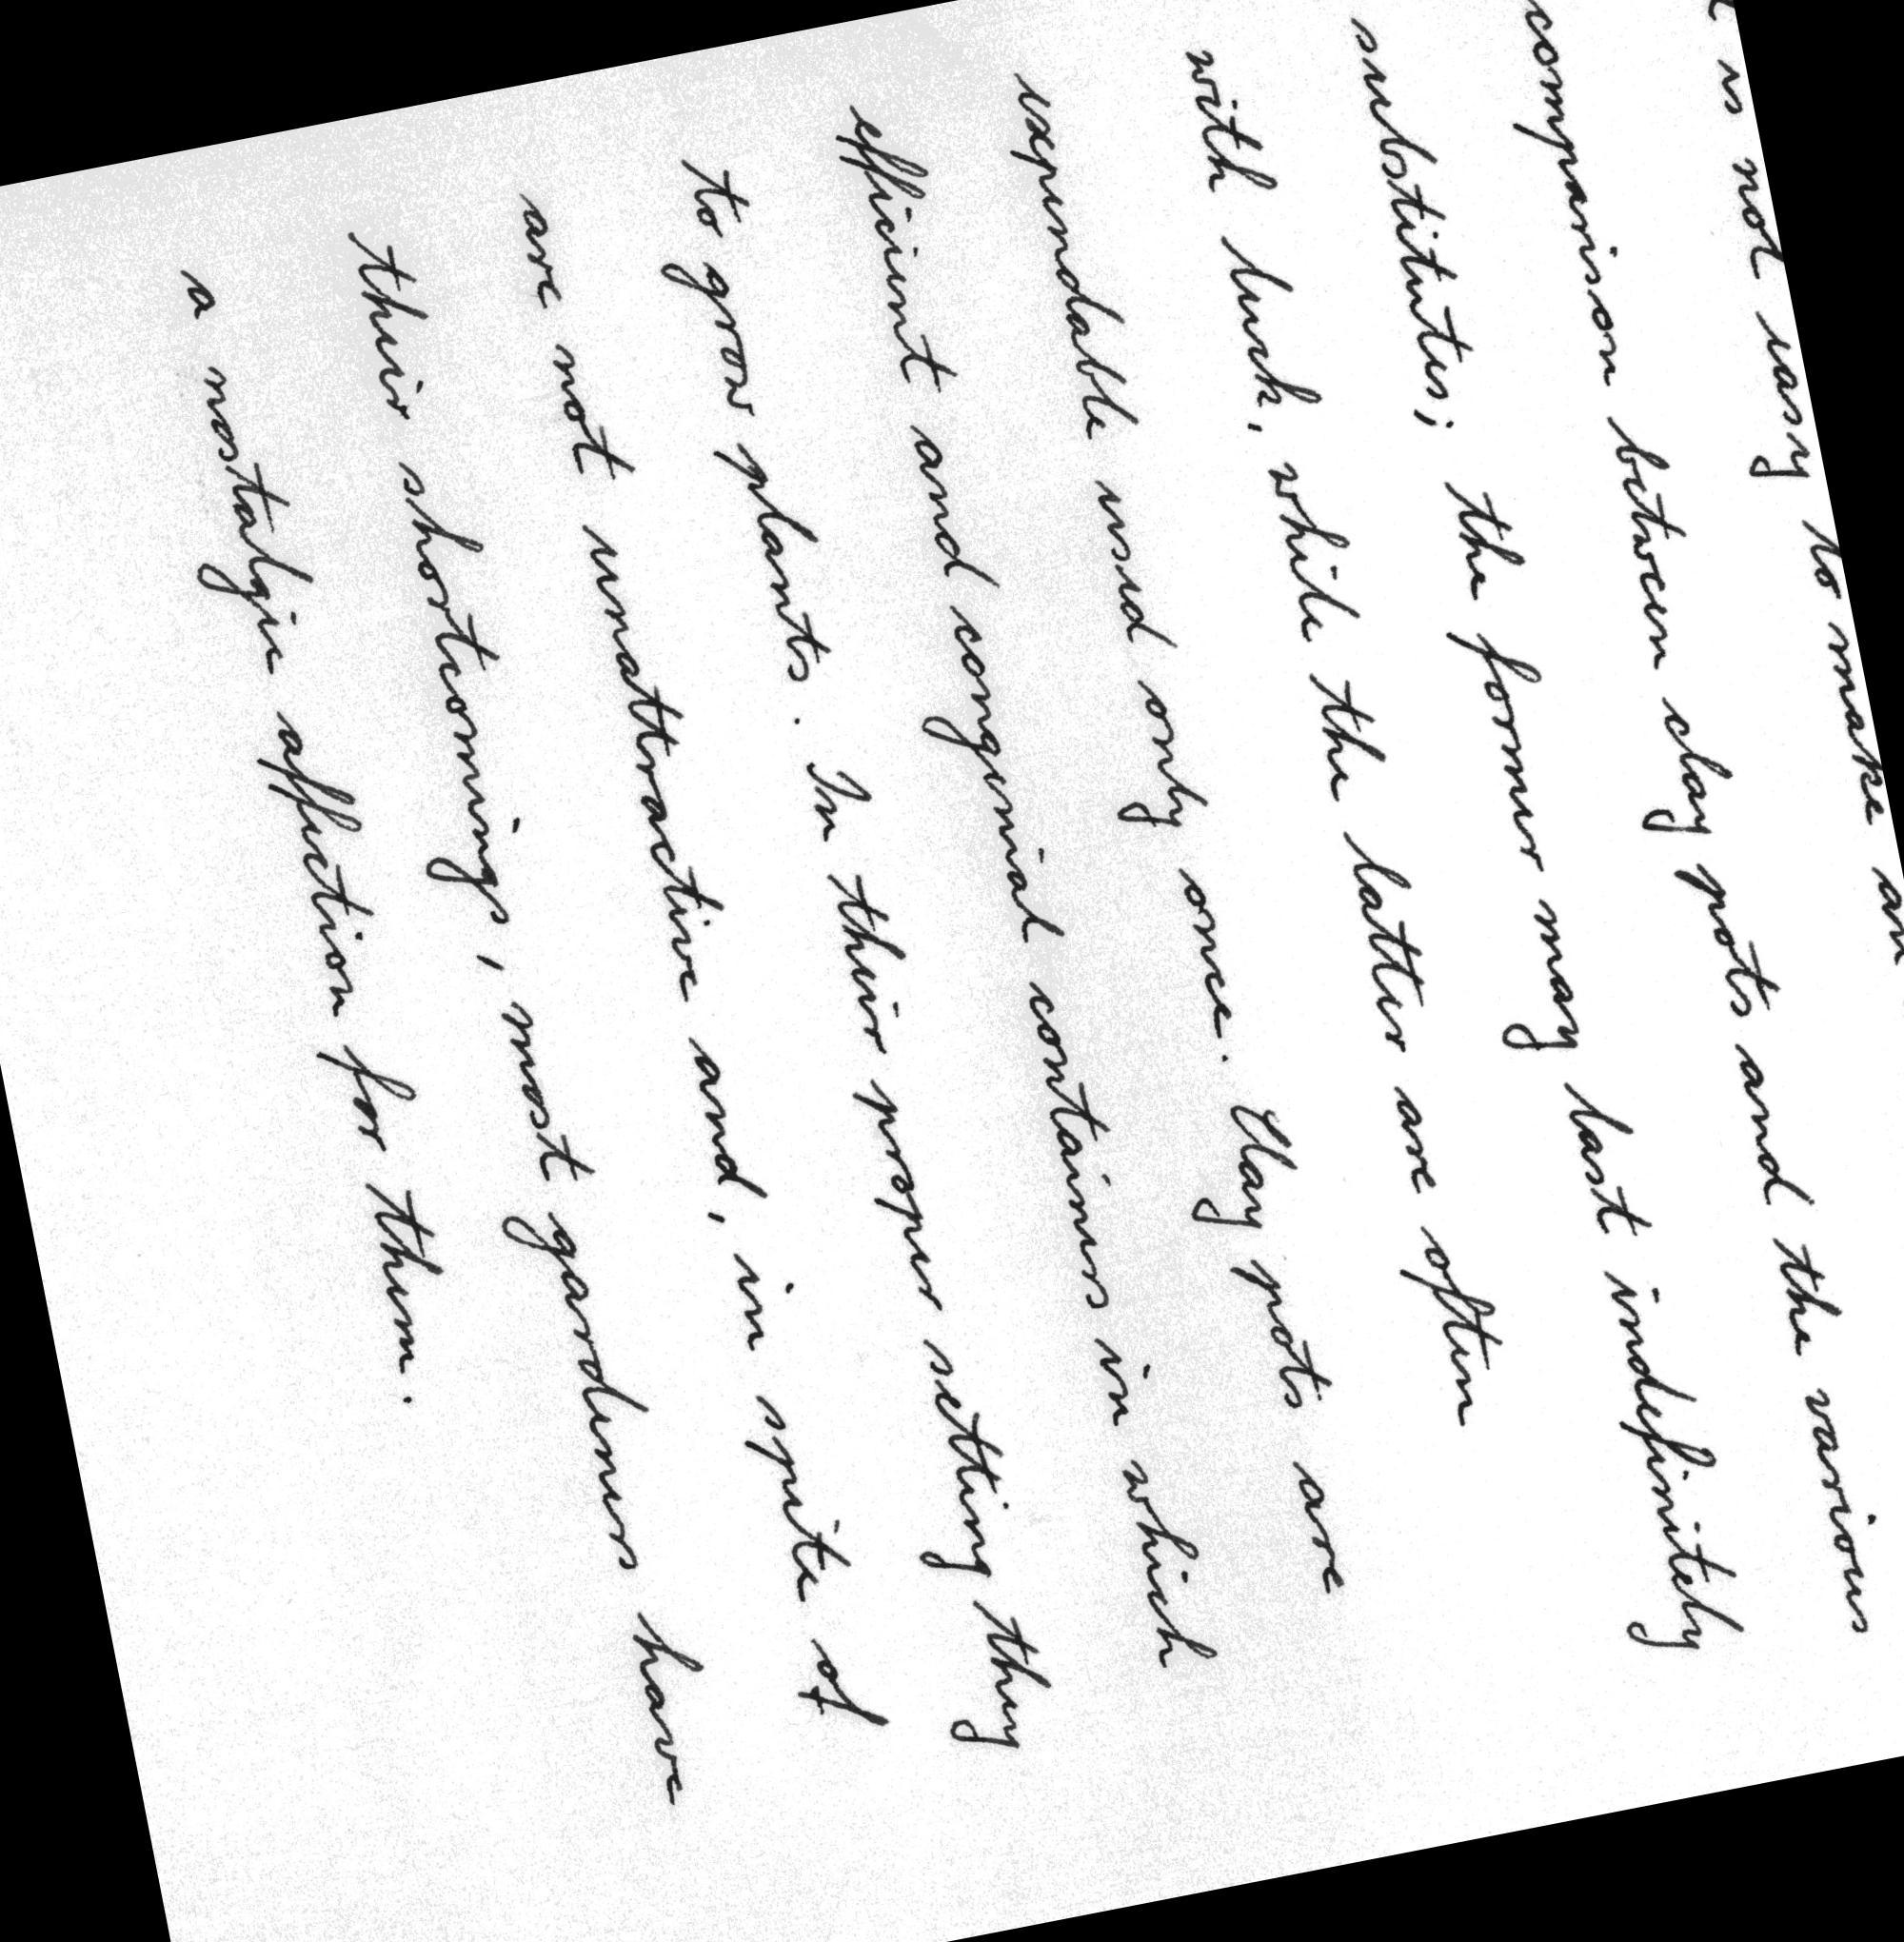 is not easy to make
comparison between clay pots and the various
substitutes; the former may last indefinitely
with luck, while the latter are often
expendable used only once. Clay pots are
efficient and congenial containers in which
to grow plants. In their proper setting they
are not unattractive and, in spite of
their shortcomings, most gardeners have
a nostalgic affection for them.